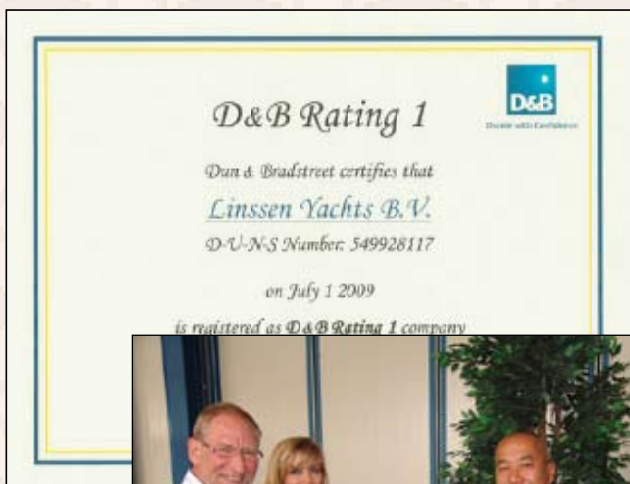 D&B
Decide with Confidence
D&B Rating 1
Dun & Bradstreet certifies that
Linssen Yachts B.V.
D-U-N-S Number: 549928117
on July 1 2009
is registered as D&B Rating 1 company